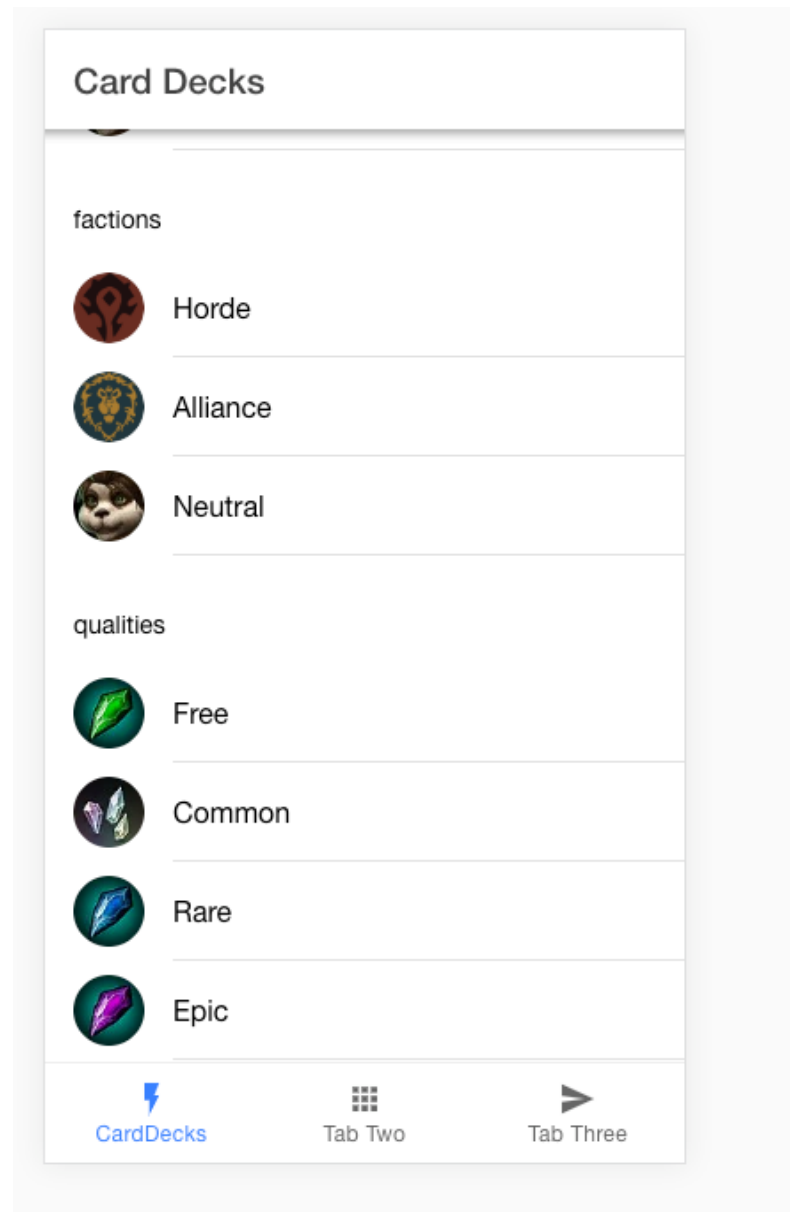 Card Decks
factions
Horde
Alliance
Neutral
qualities
Free
Common
Rare
Epic
CardDecks
Tab Two
Tab Three